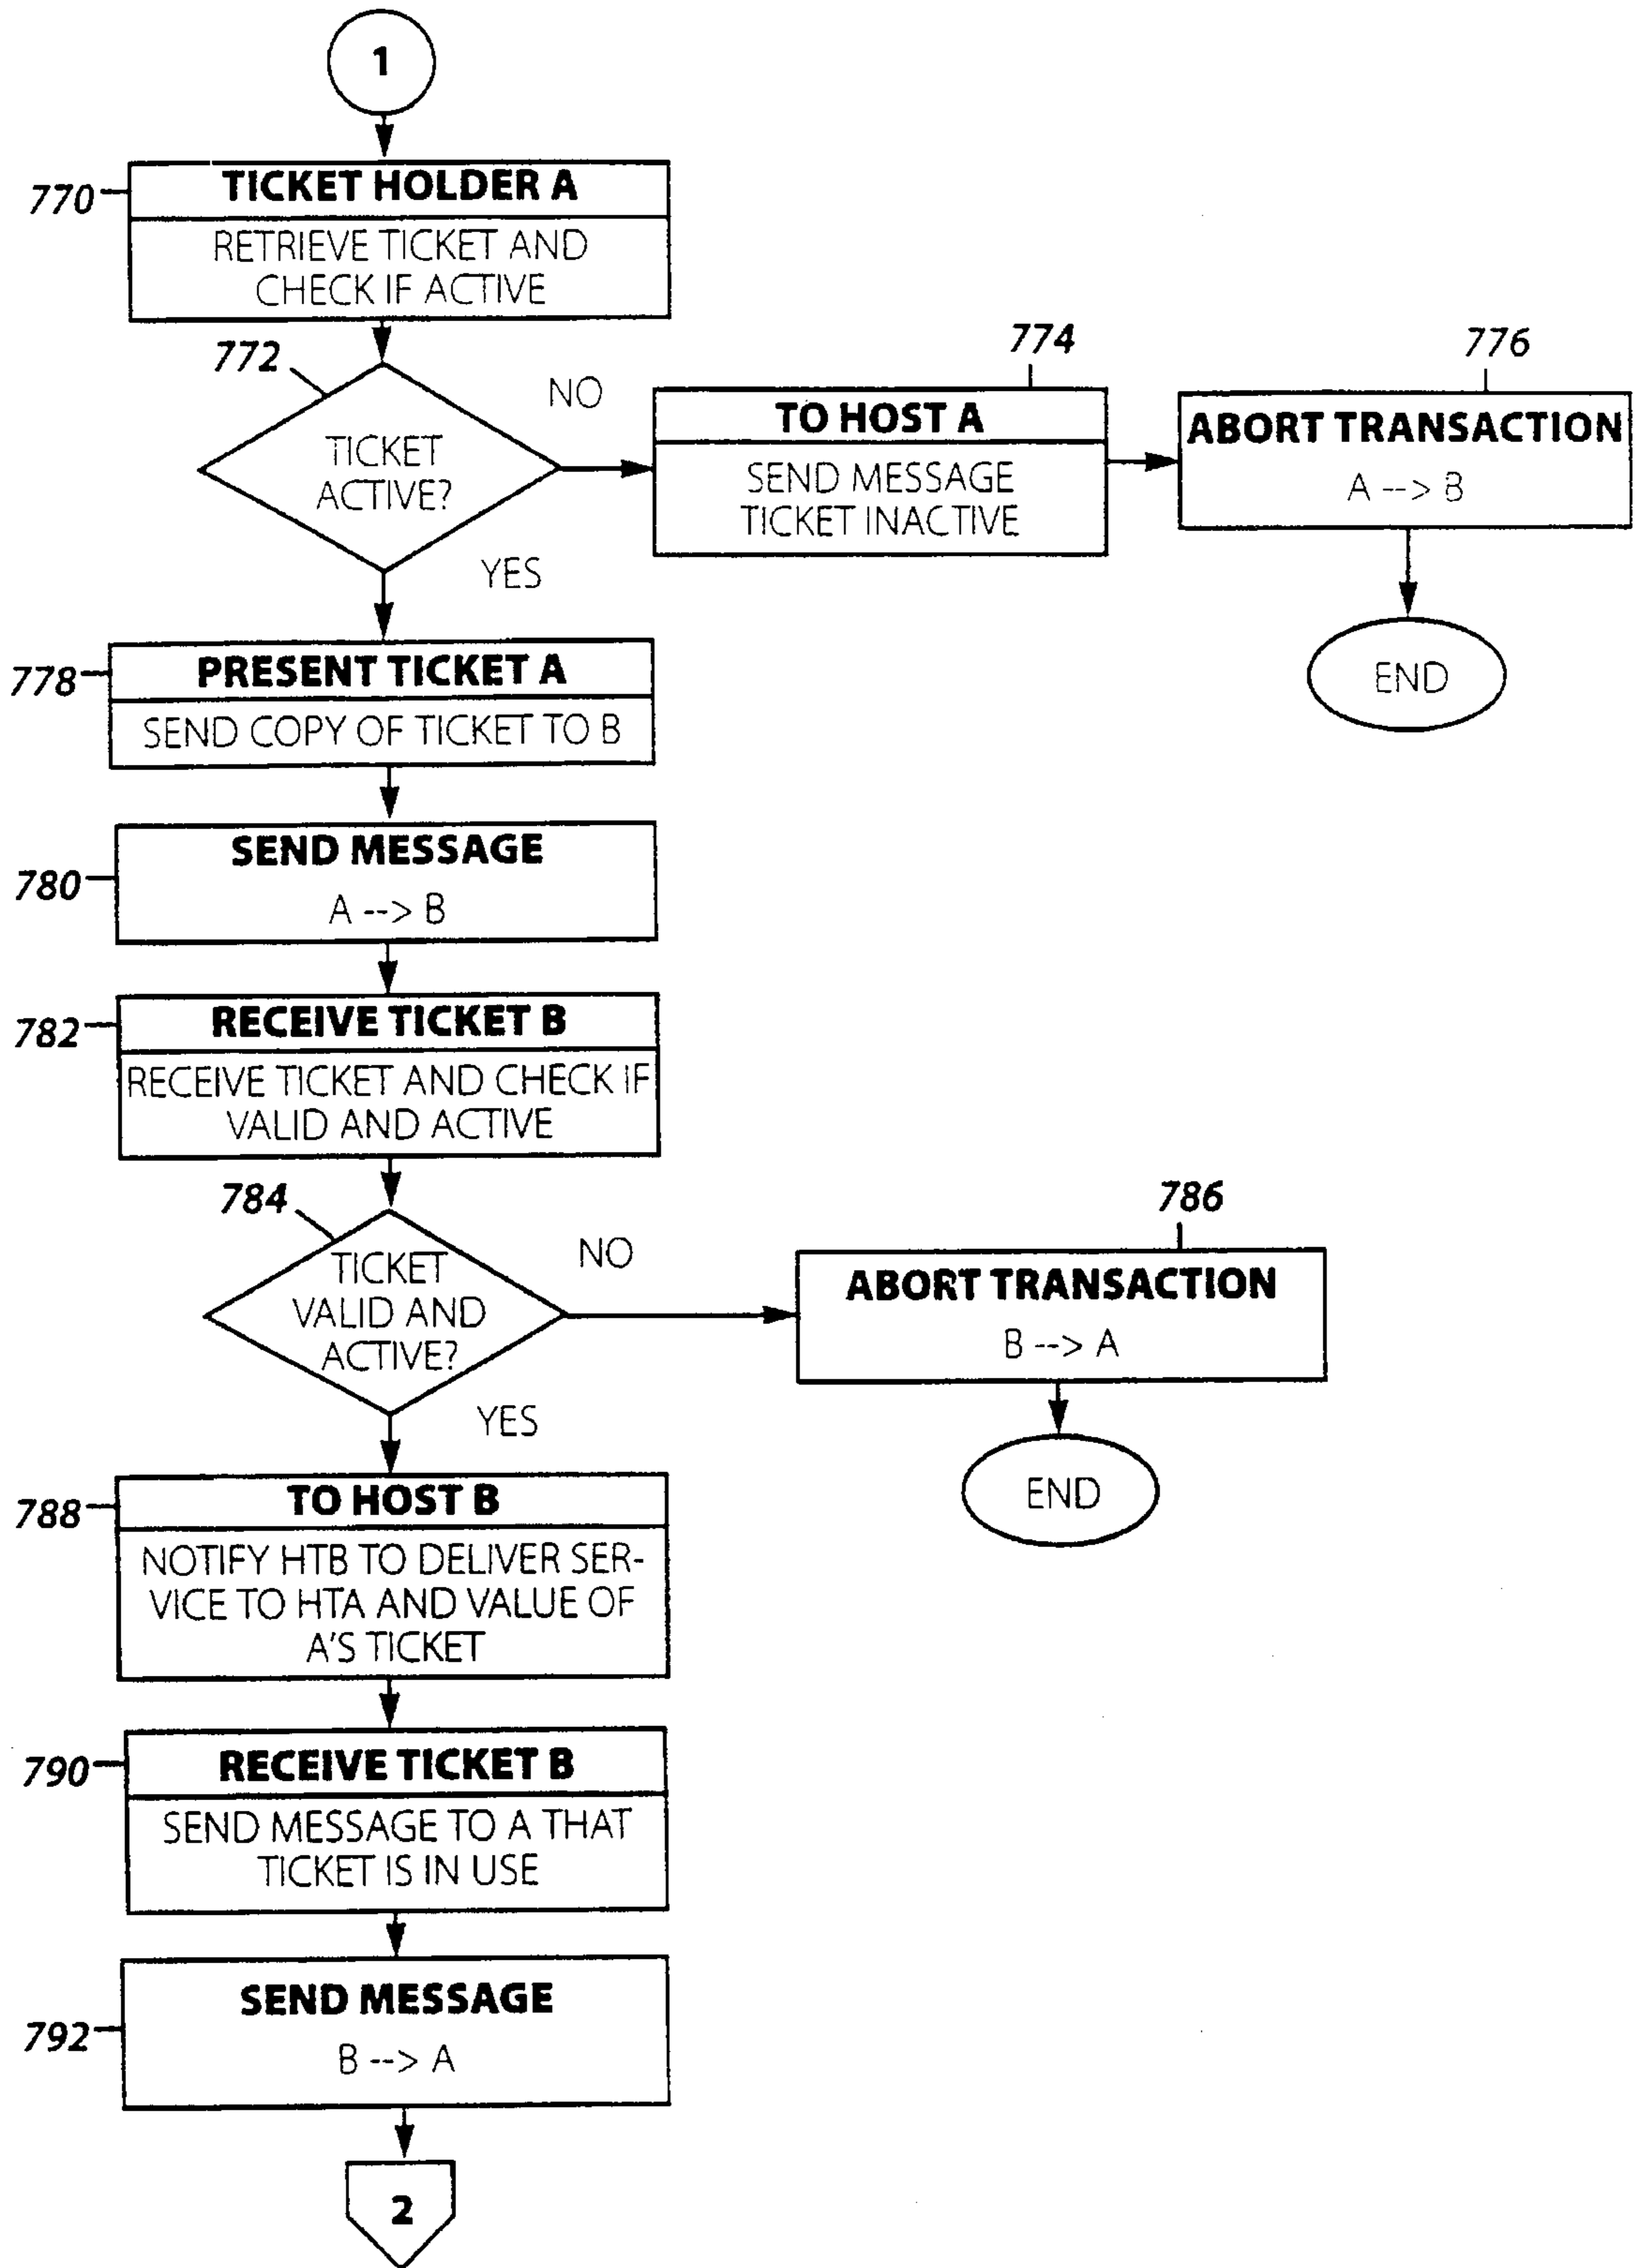 1
770
TICKET HOLDER A
RETRIEVE TICKET AND
CHECK IF ACTIVE
772
TICKET
ACTIVE?
NO
YES
774
TO HOST A
SEND MESSAGE
TICKET INACTIVE
776
ABORT TRANSACTION
A --> B
END
778
PRESENT TICKET A
SEND COPY OF TICKET TO B
780
SEND MESSAGE
A --> B
782
RECEIVE TICKET B
RECEIVE TICKET AND CHECK IF
VALID AND ACTIVE
784
TICKET
VALID AND
ACTIVE?
NO
YES
786
ABORT TRANSACTION
B --> A
END
788
TO HOST B
NOTIFY HTB TO DELIVER SER-
VICE TO HTA AND VALUE OF
A'S TICKET
790
RECEIVE TICKET B
SEND MESSAGE TO A THAT
TICKET IS IN USE
792
SEND MESSAGE
B --> A
2